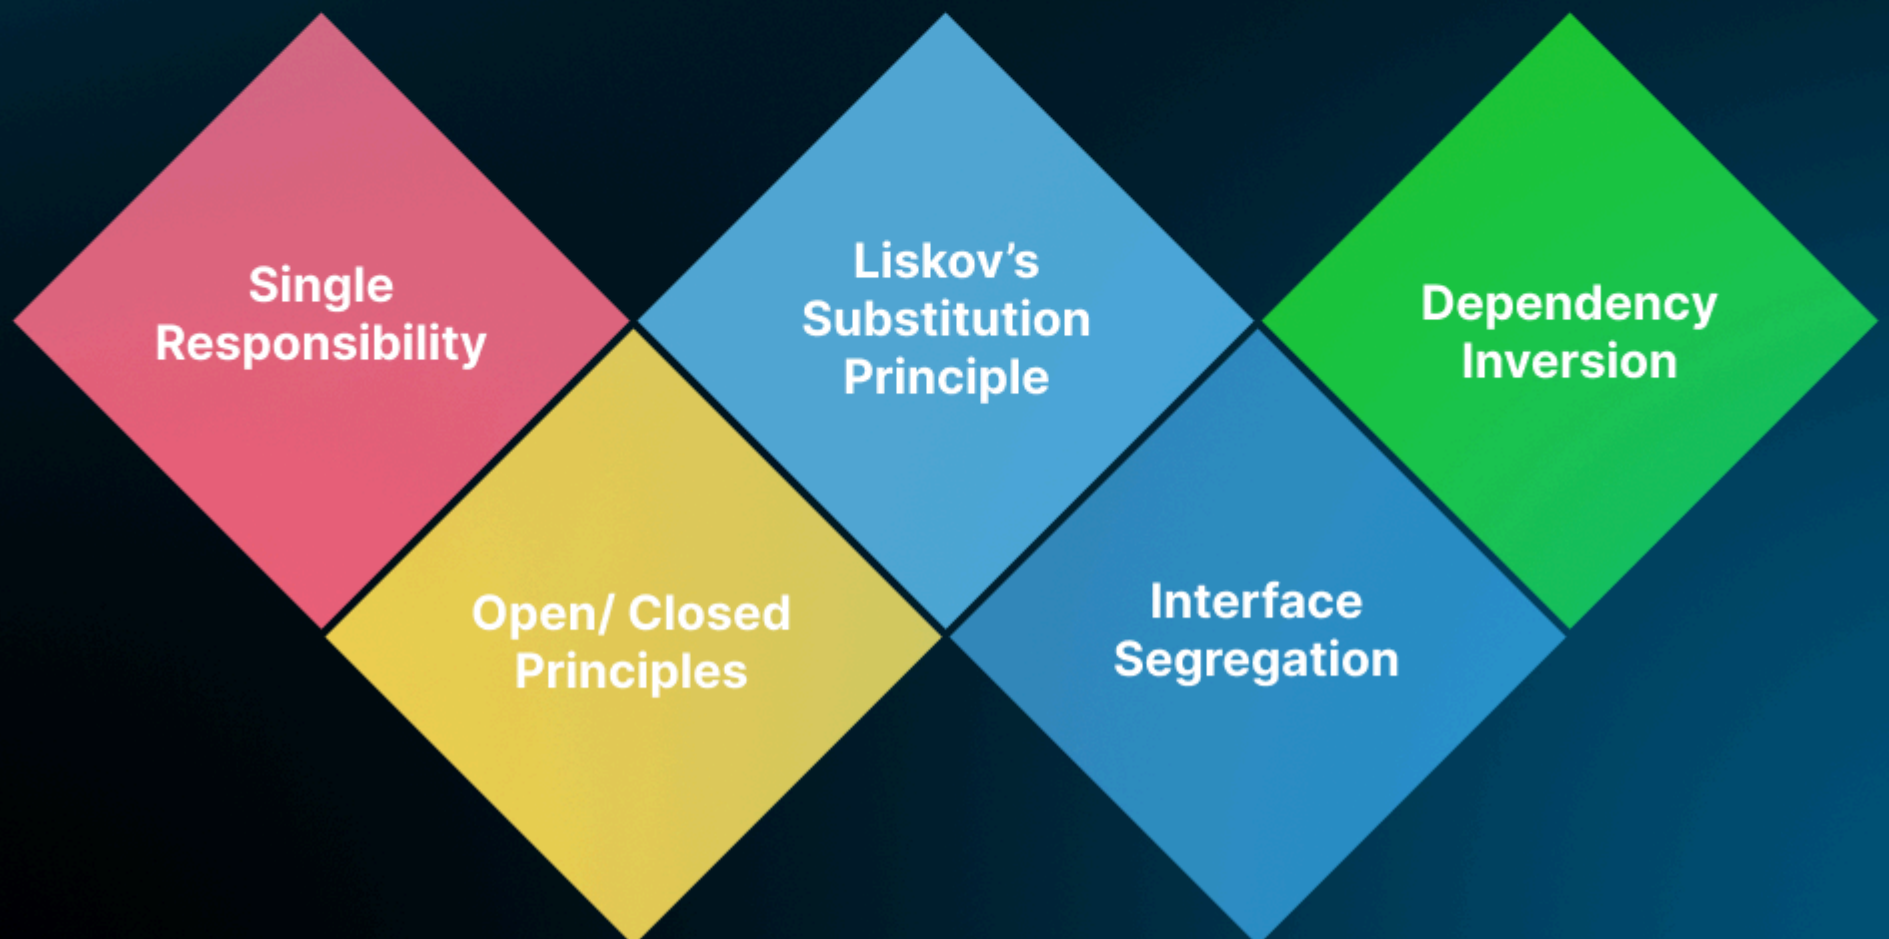 Single
Responsibility
Open/ Closed
Principles
Liskov’s
Substitution
Principle
Interface
Segregation
Dependency
Inversion